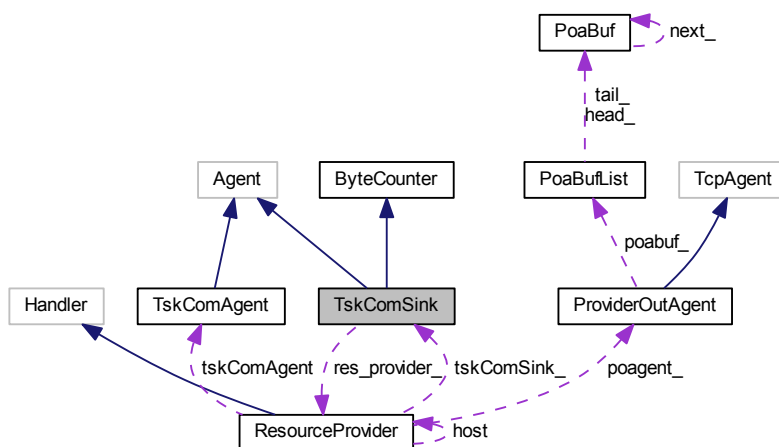 PoaBuf
next_
tail_
head_
Agent
ByteCounter
PoaBufList
TcpAgent
poabuf_
Handler
TskComAgent
TskComSink
ProviderOutAgent
tskComAgent
res_provider_
tskComSink_
poagent_
ResourceProvider
host